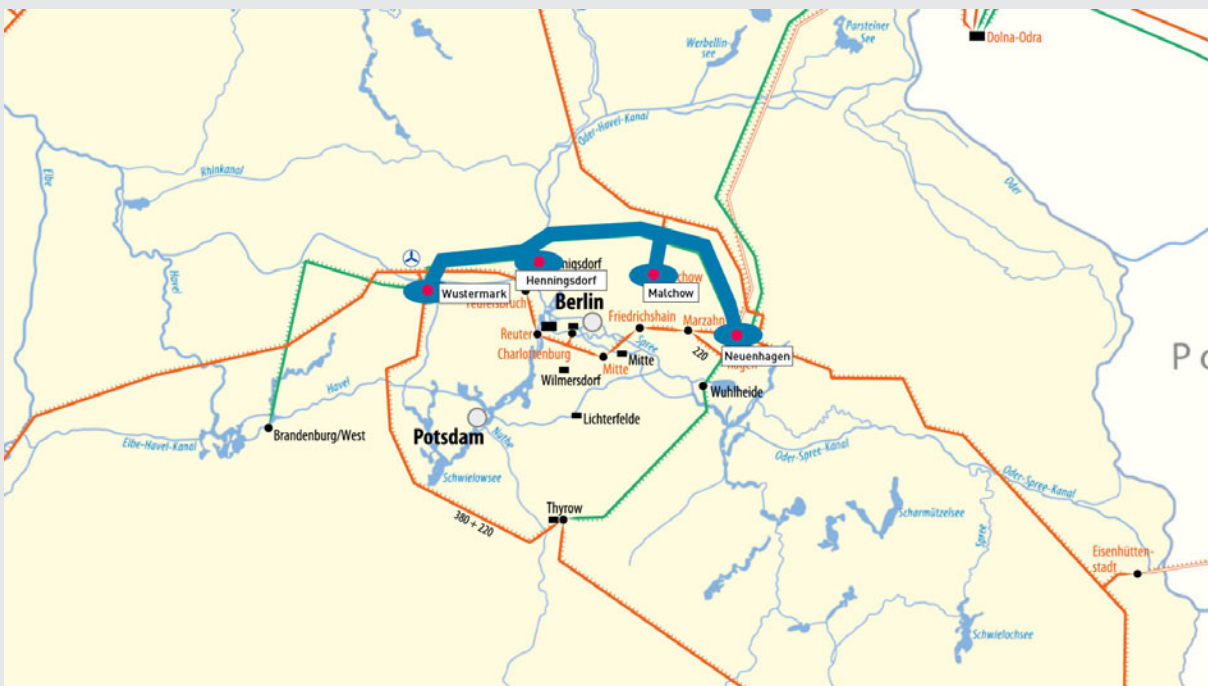 Werbellin-
see
Parsteiner
See
Dolna-Odra
Oder-Havel-Kanal
Elbe
Rhinkanal
Oder
Havel
nigsdorf
Henningsdorf
Wustermark
Malchow
Berlin
Friedrichshain
Marzahn
Reuter
Spree
Neuenhagen
Charlottenburg
220
Mitte
Mitte
Wilmersdorf
Wuhlheide
Havel
Lichterfelde
Brandenburg/West
Elbe-Havel-Kanal
Potsdam
Nuthe
Oder-Spree-Kanal
Oder-Spree-Kanal
Schwielowsee
Scharmützelsee
Spree
380 + 220
Thyrow
Eisenhütten-
stadt
Schwielochsee